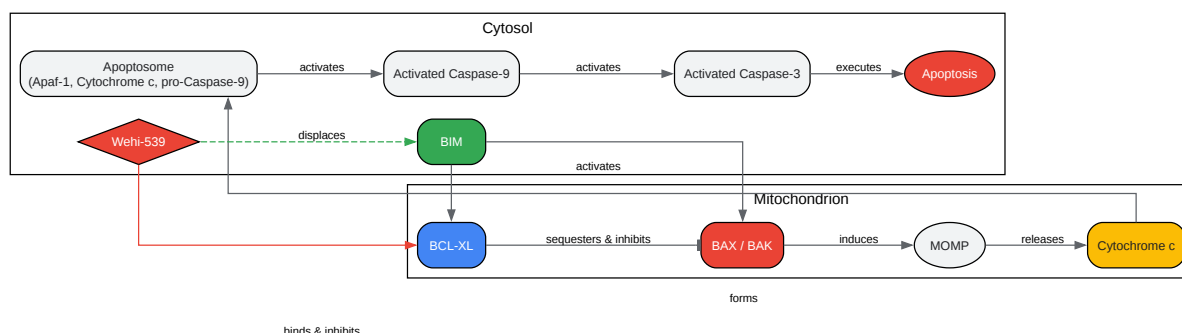 Cytosol
Apoptosome
(Apaf-1, Cytochrome c, pro-Caspase-9)
activates
Activated Caspase-9
activates
Activated Caspase-3
executes
Apoptosis
Wehi-539
displaces
BIM
activates
Mitochondrion
BCL-XL
sequesters & inhibits
BAX / BAK
induces
MOMP
releases
Cytochrome c
forms
binds & inhibits